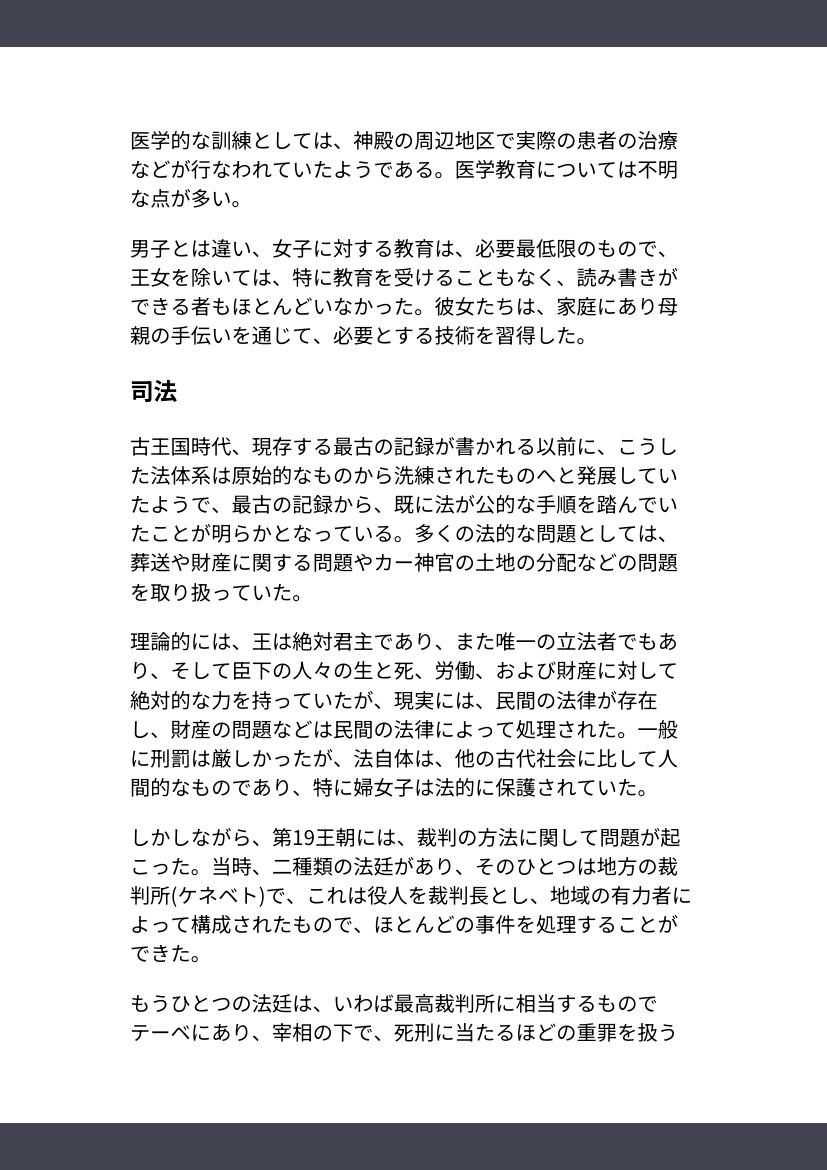 医学的な訓練としては、神殿の周辺地区で実際の患者の治療
などが行なわれていたようである。医学教育については不明
な点が多い。
男子とは違い、女子に対する教育は、必要最低限のもので、
王女を除いては、特に教育を受けることもなく、読み書きが
できる者もほとんどいなかった。彼女たちは、家庭にあり母
親の手伝いを通じて、必要とする技術を習得した。
司法
古王国時代、現存する最古の記録が書かれる以前に、こうし
た法体系は原始的なものから洗練されたものへと発展してい
たようで、最古の記録から、既に法が公的な手順を踏んでい
たことが明らかとなっている。多くの法的な問題としては、
葬送や財産に関する問題やカー神官の土地の分配などの問題
を取り扱っていた。
理論的には、王は絶対君主であり、また唯一の立法者でもあ
り、そして臣下の人々の生と死、労働、および財産に対して
絶対的な力を持っていたが、現実には、民間の法律が存在
し、財産の問題などは民間の法律によって処理された。一般
に刑罰は厳しかったが、法自体は、他の古代社会に比して人
間的なものであり、特に婦女子は法的に保護されていた。
しかしながら、第19王朝には、裁判の方法に関して問題が起
こった。当時、二種類の法廷があり、そのひとつは地方の裁
判所(ケネベト)で、これは役人を裁判長とし、地域の有力者に
よって構成されたもので、ほとんどの事件を処理することが
できた。
もうひとつの法廷は、いわば最高裁判所に相当するもので
テーベにあり、宰相の下で、死刑に当たるほどの重罪を扱う